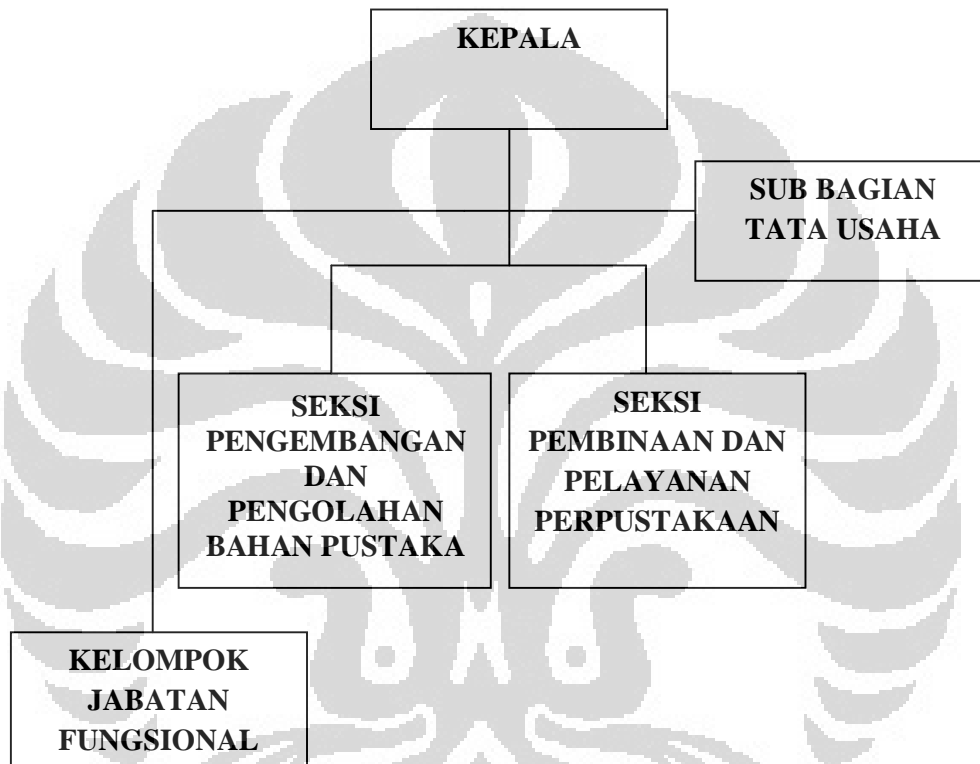 KEPALA
SUB BAGIAN
TATA USAHA
SEKSI
PENGEMBANGAN
DAN
PENGOLAHAN
BAHAN PUSTAKA
SEKSI
PEMBINAAN DAN
PELAYANAN
PERPUSTAKAAN
KELOMPOK
JABATAN
FUNGSIONAL